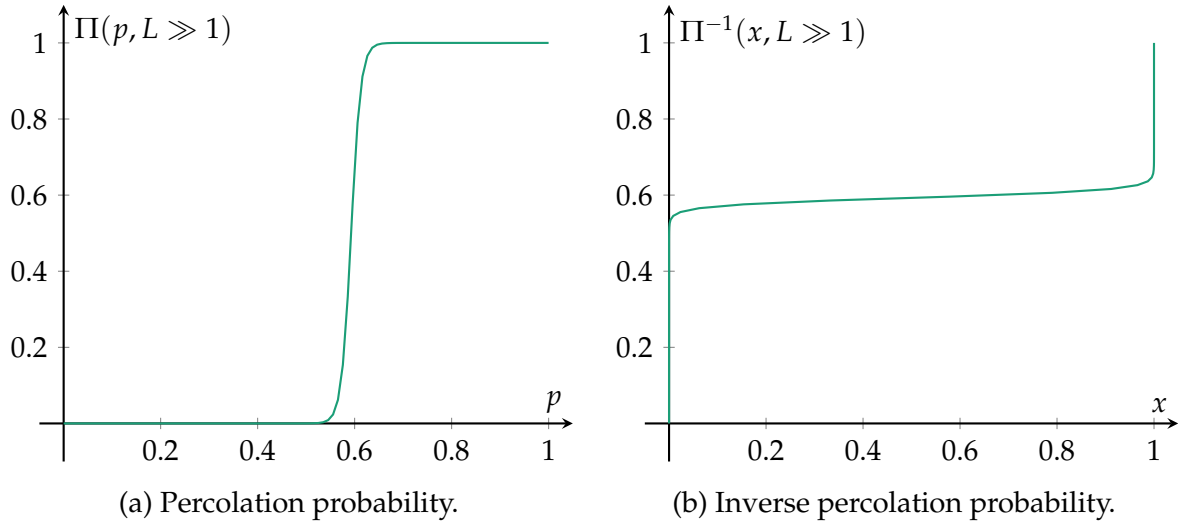 Π(p, L ≫ 1)
1
0.8
0.6
0.4
0.2
0.2 0.4 0.6 0.8 1
p
(a) Percolation probability.
Π⁻¹(x, L ≫ 1)
1
0.8
0.6
0.4
0.2
0.2 0.4 0.6 0.8 1
x
(b) Inverse percolation probability.